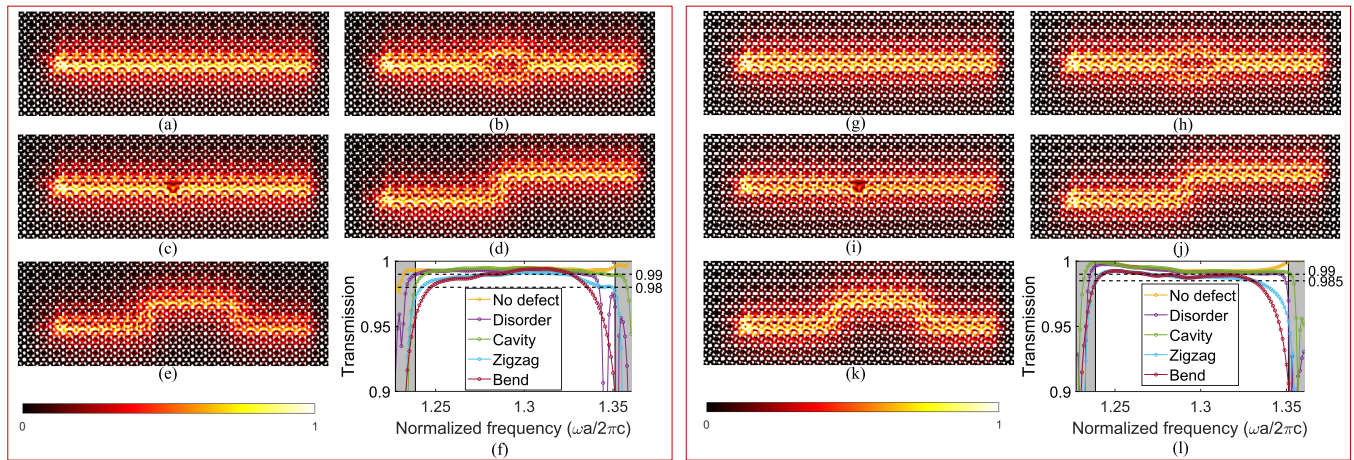 (a)
(b)
(c)
(d)
(e)
0
1
Transmission
1
0.95
0.9
0.99
0.98
No defect
Disorder
Cavity
Zigzag
Bend
1.25
1.3
1.35
Normalized frequency (ωa/2πc)
(f)
(g)
(h)
(i)
(j)
(k)
0
1
Transmission
1
0.95
0.9
0.99
0.985
No defect
Disorder
Cavity
Zigzag
Bend
1.25
1.3
1.35
Normalized frequency (ωa/2πc)
(l)